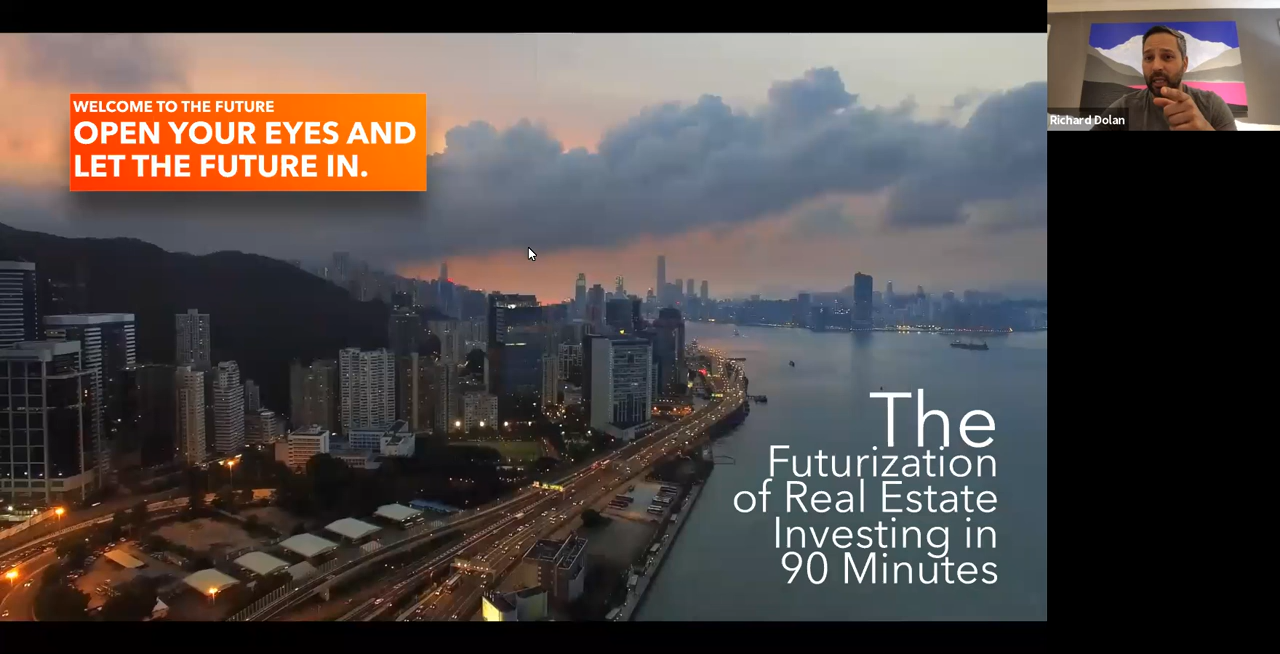 WELCOME TO THE FUTURE
OPEN YOUR EYES AND
LET THE FUTURE IN.
The
Futurization
of Real Estate
Investing in
90 Minutes
Richard Dolan